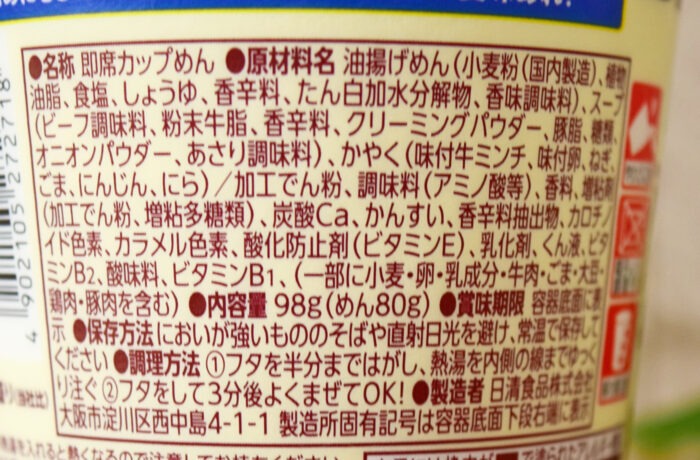 ●名称 即席カップめん ●原材料名 油揚げめん(小麦粉(国内製造)、植物
油脂、食塩、しょうゆ、香辛料、たん白加水分解物、香味調味料)、スープ
(ビーフ調味料、粉末牛脂、香辛料、クリーミングパウダー、豚脂、糖類、
オニオンパウダー、あさり調味料)、かやく(味付牛ミンチ、味付卵、ねぎ、
ごま、にんじん、にら)/加工でん粉、調味料(アミノ酸等)、香料、増粘剤
(加工でん粉、増粘多糖類)、炭酸Ca、かんすい、香辛料抽出物、カロチノ
イド色素、カラメル色素、酸化防止剤(ビタミンE)、乳化剤、くん液、ビタ
ミンB2、酸味料、ビタミンB1、(一部に小麦・卵・乳成分・牛肉・ごま・大豆・
鶏肉・豚肉を含む) ●内容量 98g(めん80g) ●賞味期限 容器底面に表
示 ●保存方法 においが強いもののそばや直射日光を避け、常温で保存して
ください ●調理方法 ①フタを半分まではがし、熱湯を内側の線までゆっく
り注ぐ ②フタをして3分後よくまぜてOK! ●製造者 日清食品株式会社
大阪市淀川区西中島4-1-1 製造所固有記号は容器底面下段右端に表示
4 902105 272718
(当社比)